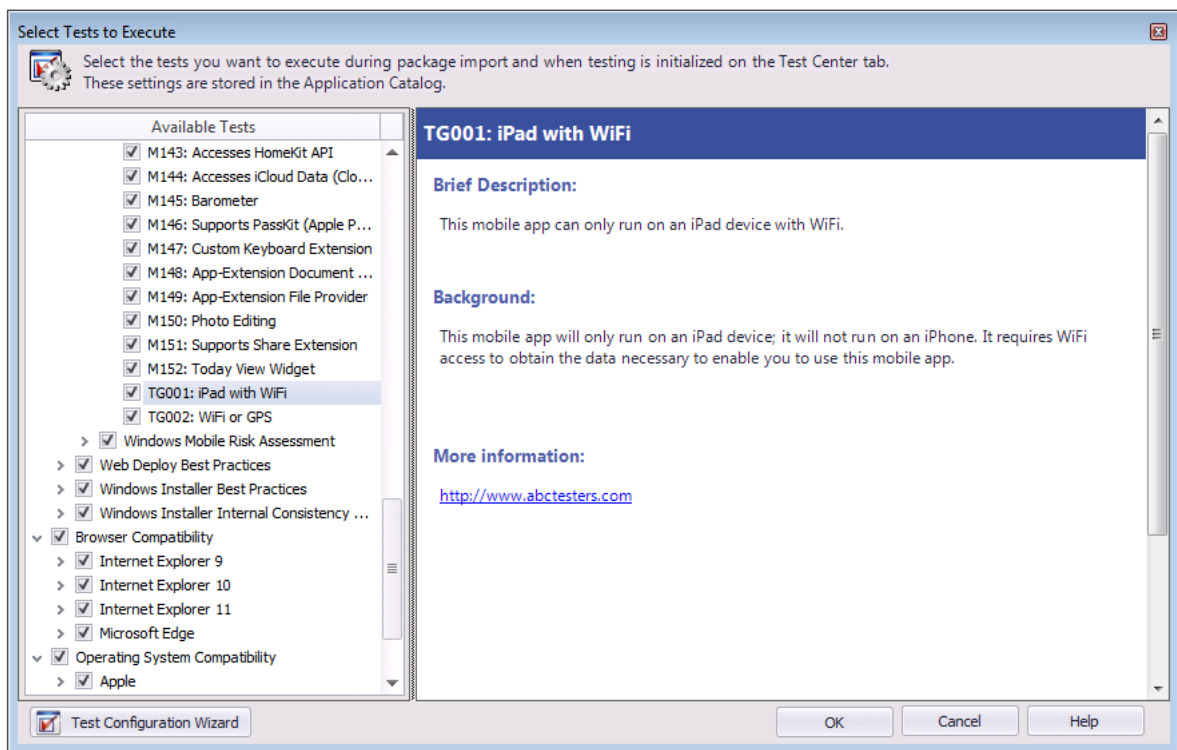 Select Tests to Execute
Select the tests you want to execute during package import and when testing is initialized on the Test Center tab.
These settings are stored in the Application Catalog.
Available Tests
M143: Accesses HomeKit API
M144: Accesses iCloud Data (Clo...
M145: Barometer
M146: Supports PassKit (Apple P...
M147: Custom Keyboard Extension
M148: App-Extension Document ...
M149: App-Extension File Provider
M150: Photo Editing
M151: Supports Share Extension
M152: Today View Widget
TG001: iPad with WiFi
TG002: WiFi or GPS
Windows Mobile Risk Assessment
Web Deploy Best Practices
Windows Installer Best Practices
Windows Installer Internal Consistency ...
Browser Compatibility
Internet Explorer 9
Internet Explorer 10
Internet Explorer 11
Microsoft Edge
Operating System Compatibility
Apple
TG001: iPad with WiFi
Brief Description:
This mobile app can only run on an iPad device with WiFi.
Background:
This mobile app will only run on an iPad device; it will not run on an iPhone. It requires WiFi
access to obtain the data necessary to enable you to use this mobile app.
More information:
http://www.abctesters.com
Test Configuration Wizard
OK
Cancel
Help